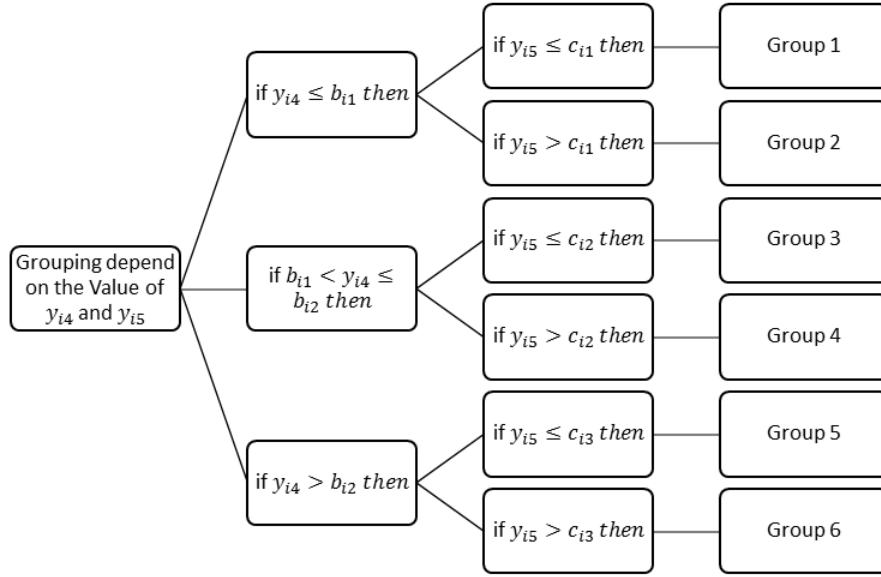 if y_{i5} ≤ c_{i1} then
Group 1
if y_{i4} ≤ b_{i1} then
if y_{i5} > c_{i1} then
Group 2
Grouping depend
on the Value of
y_{i4} and y_{i5}
if b_{i1} < y_{i4} ≤
b_{i2} then
if y_{i5} ≤ c_{i2} then
Group 3
if y_{i5} > c_{i2} then
Group 4
if y_{i4} > b_{i2} then
if y_{i5} ≤ c_{i3} then
Group 5
if y_{i5} > c_{i3} then
Group 6